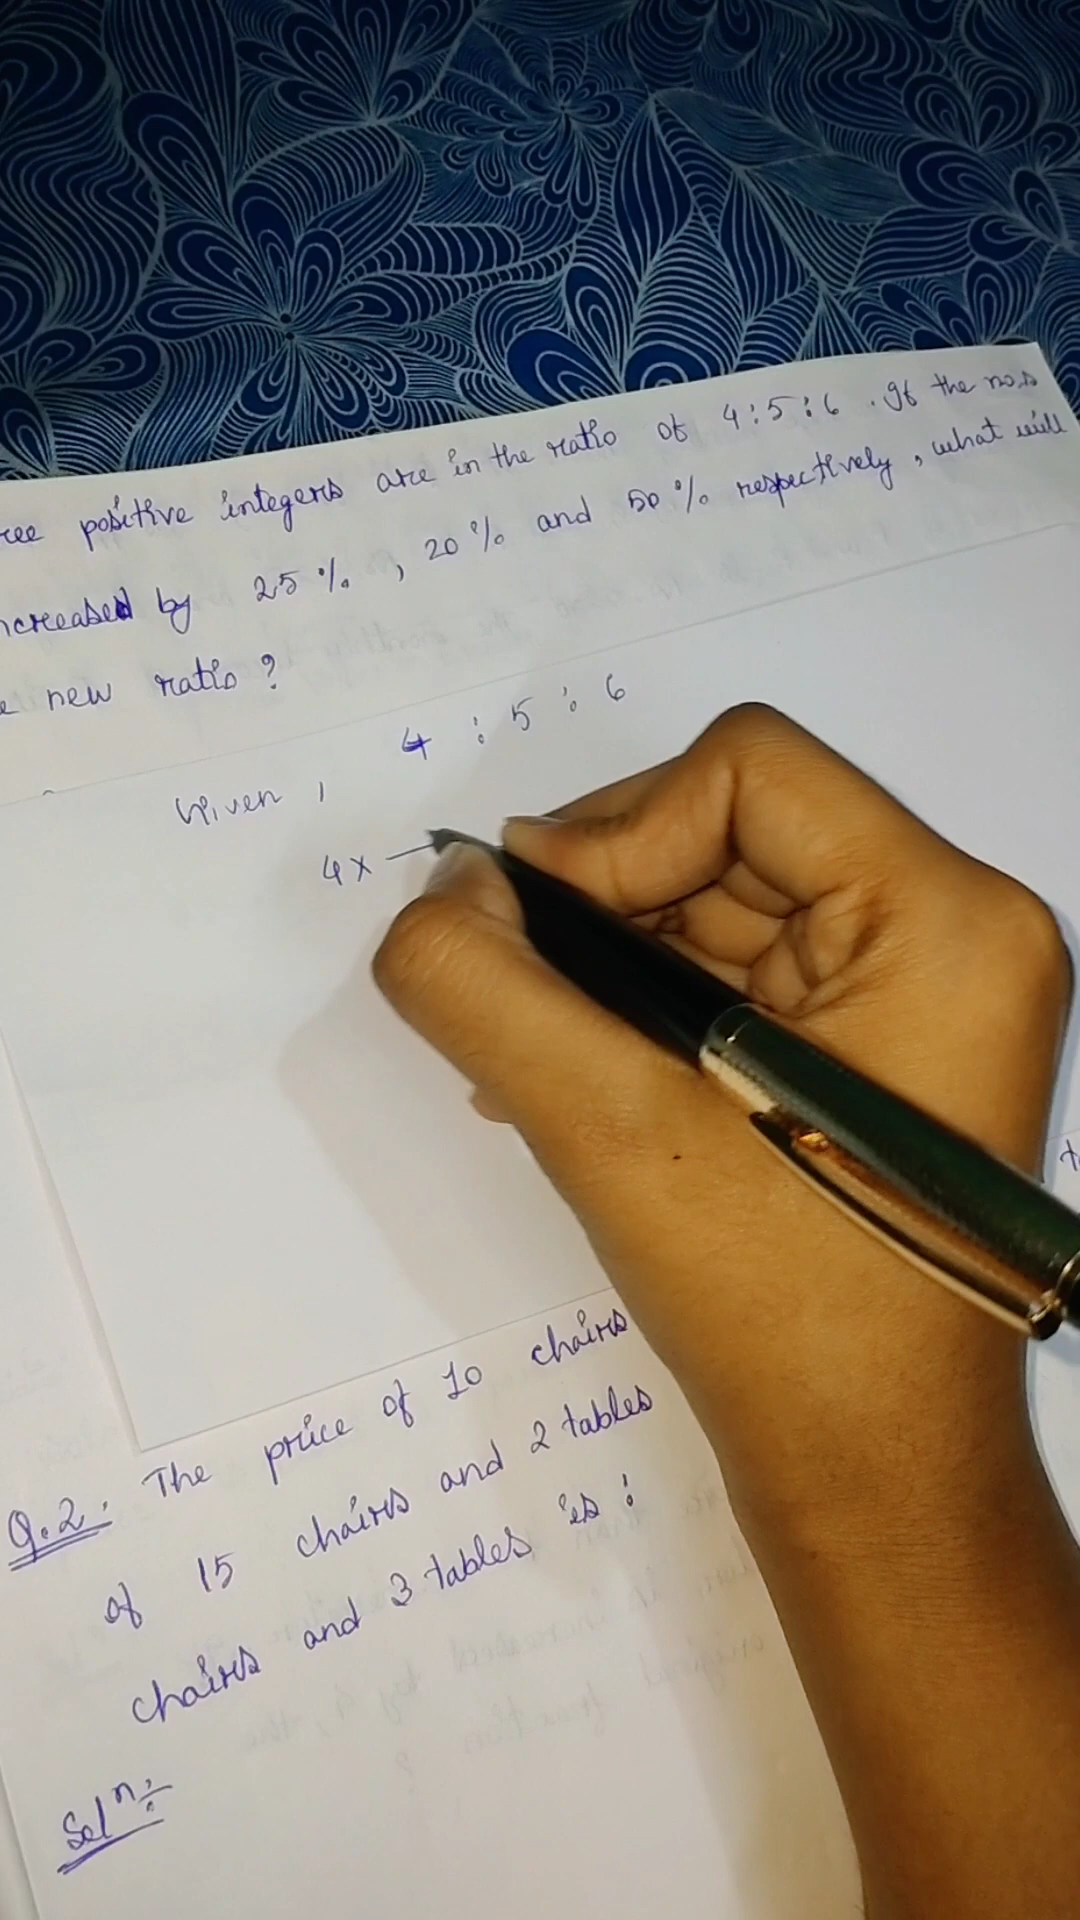 positive integers are in the ratio of 4:5:6. If the no.s
increased by 25%, 20% and 50% respectively, what will
new ratio?
Given, 4 : 5 : 6
4x
Q.2: The price of 10 chairs
of 15 chairs and 2 tables
chairs and 3 tables is:
Solⁿ: